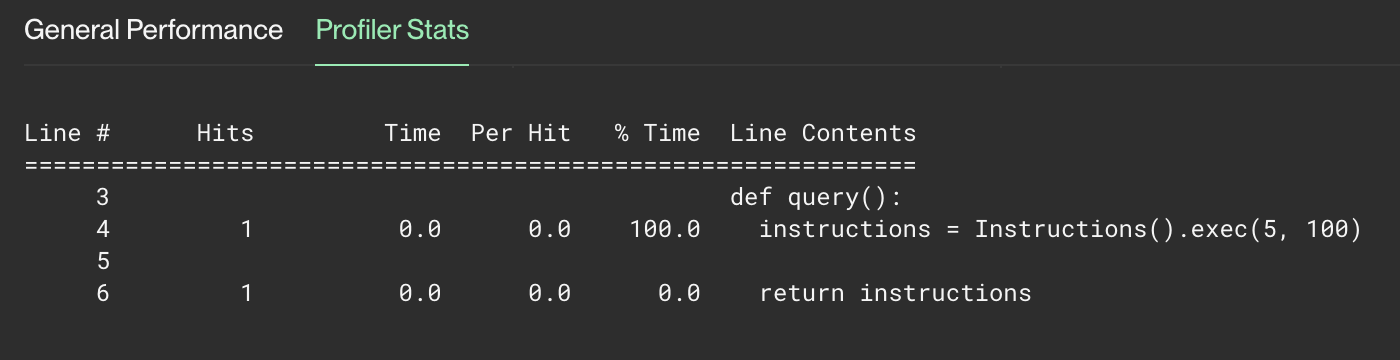 General Performance Profiler Stats
Line # Hits Time Per Hit % Time Line Contents
==============================================================
3 def query():
4 1 0.0 0.0 100.0 instructions = Instructions().exec(5, 100)
5
6 1 0.0 0.0 0.0 return instructions